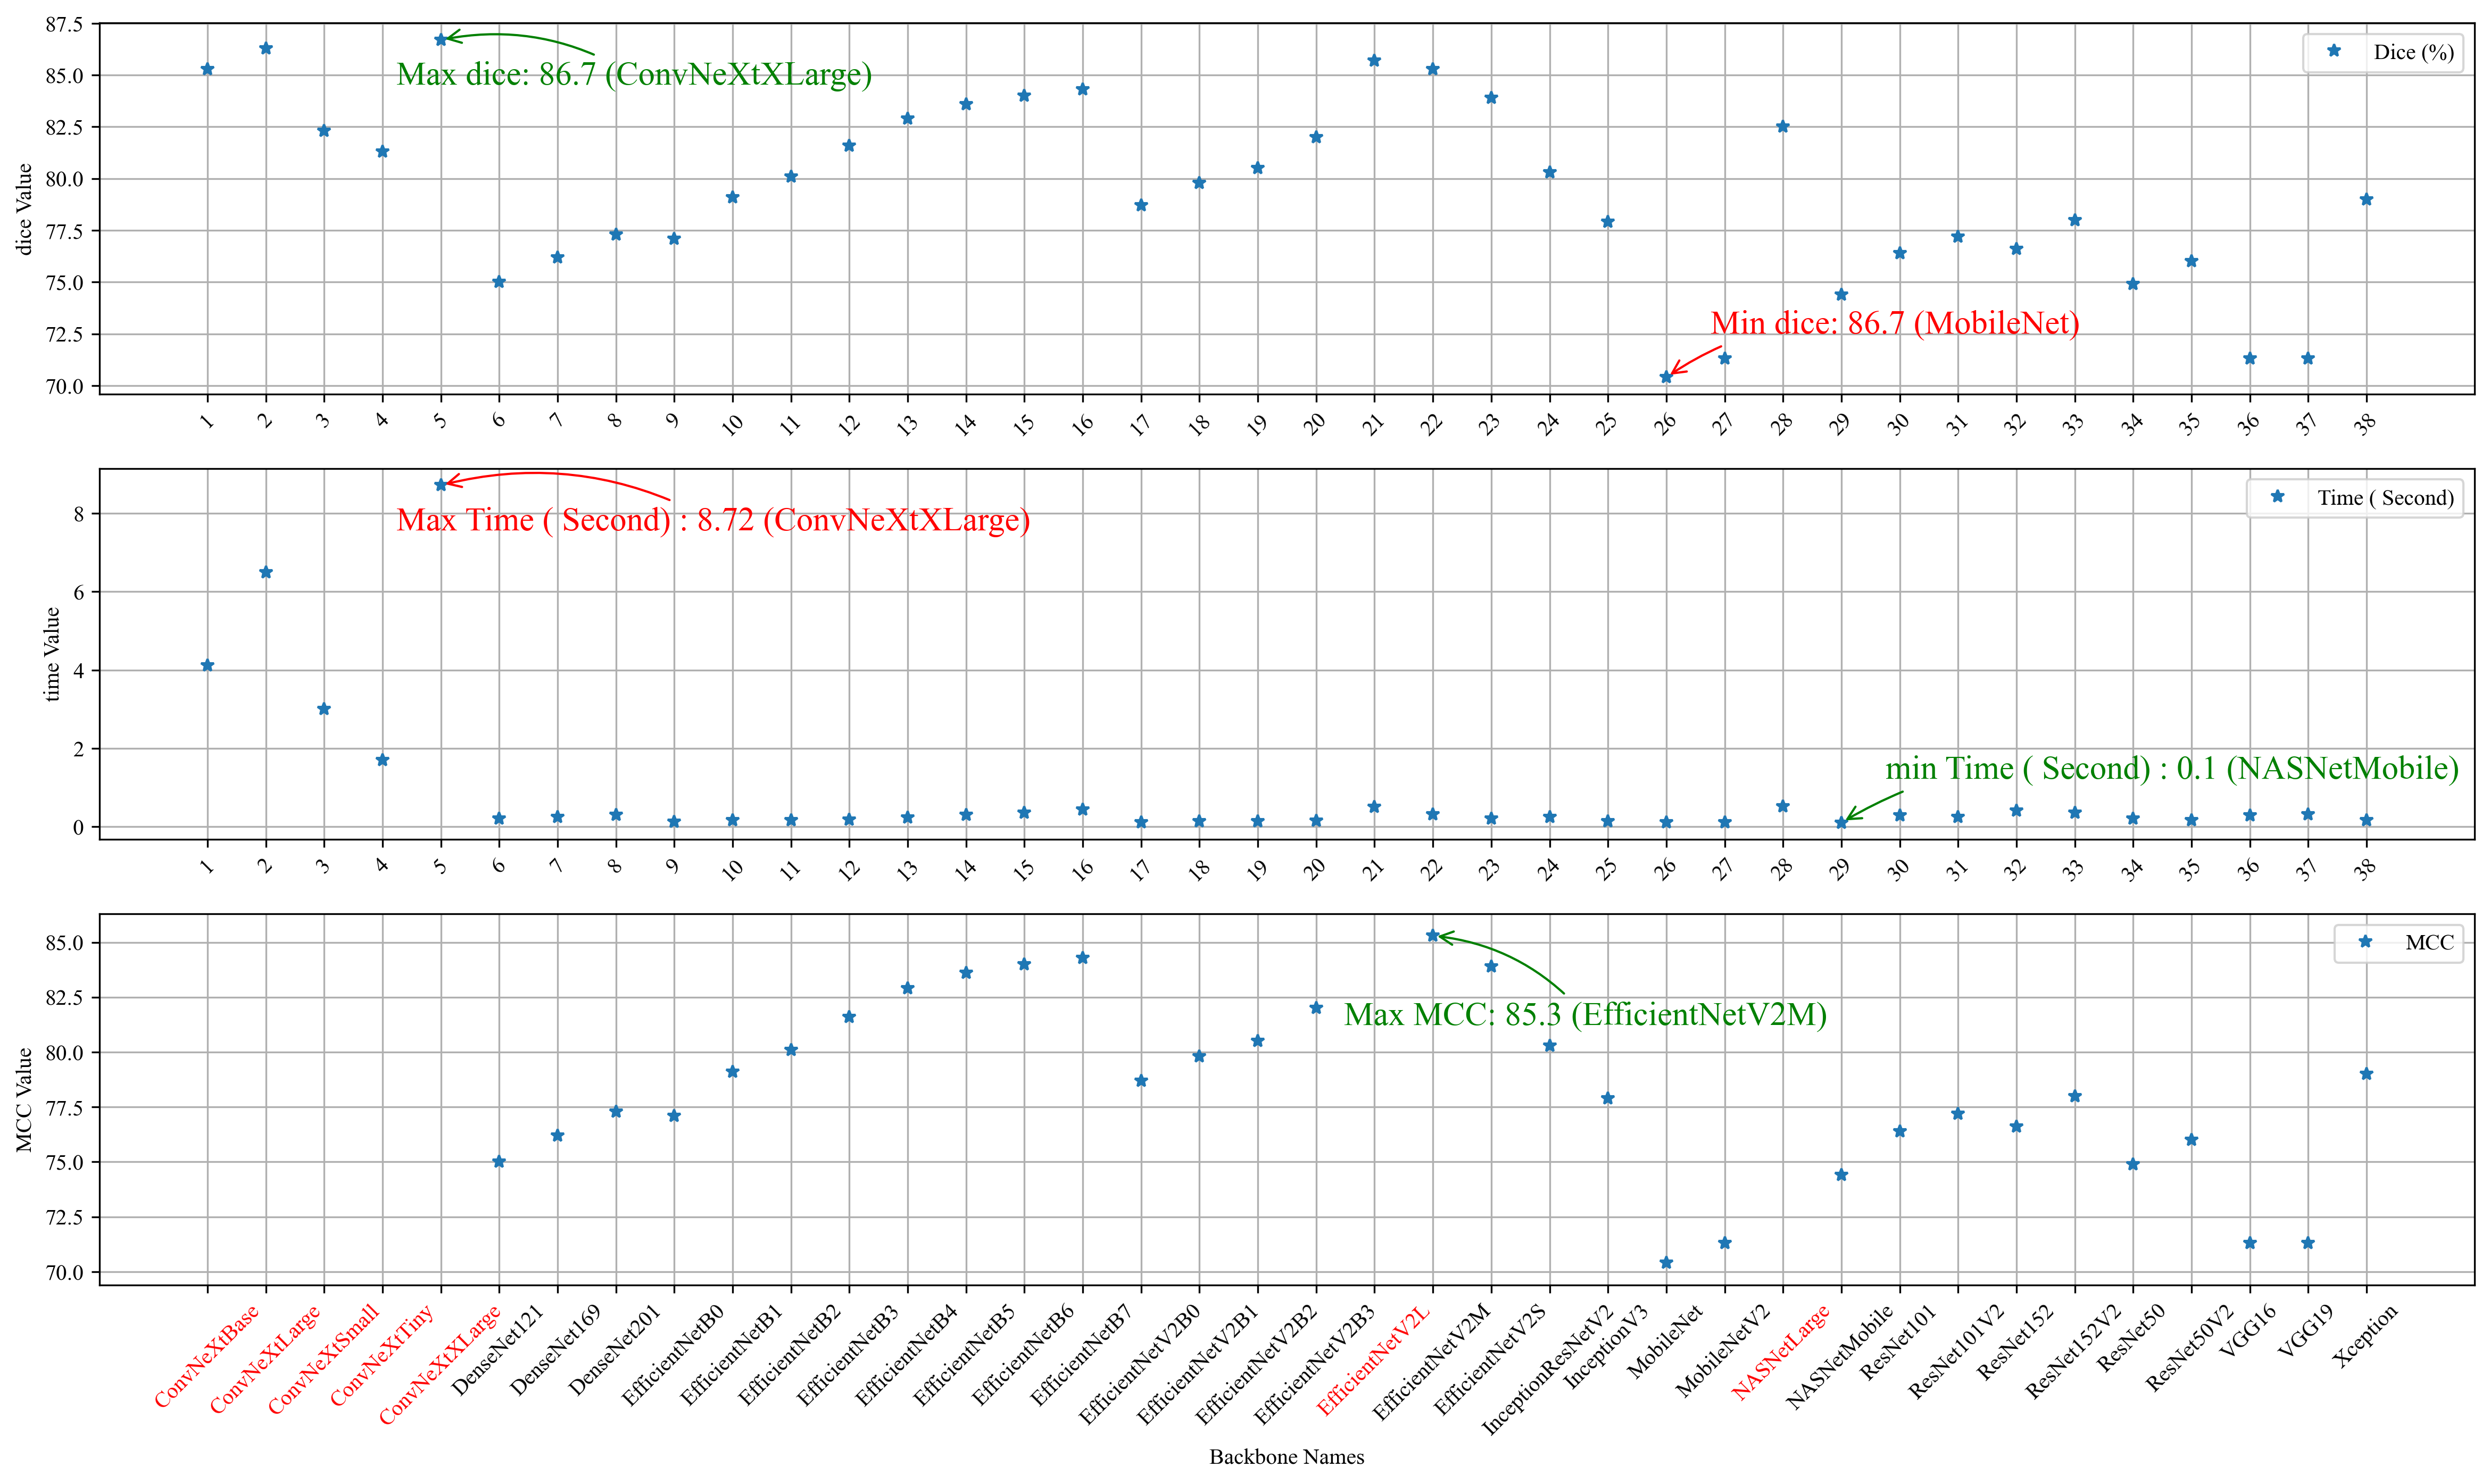 87.5
85.0
82.5
80.0
77.5
75.0
72.5
70.0
dice Value
Dice (%)
Max dice: 86.7 (ConvNeXtXLarge)
Min dice: 86.7 (MobileNet)
1 2 3 4 5 6 7 8 9 10 11 12 13 14 15 16 17 18 19 20 21 22 23 24 25 26 27 28 29 30 31 32 33 34 35 36 37 38
8
6
4
2
0
time Value
Time ( Second)
Max Time ( Second) : 8.72 (ConvNeXtXLarge)
min Time ( Second) : 0.1 (NASNetMobile)
1 2 3 4 5 6 7 8 9 10 11 12 13 14 15 16 17 18 19 20 21 22 23 24 25 26 27 28 29 30 31 32 33 34 35 36 37 38
85.0
82.5
80.0
77.5
75.0
72.5
70.0
MCC Value
MCC
Max MCC: 85.3 (EfficientNetV2M)
ConvNeXtBase
ConvNeXtLarge
ConvNeXtSmall
ConvNeXtTiny
ConvNeXtXLarge
DenseNet121
DenseNet169
DenseNet201
EfficientNetB0
EfficientNetB1
EfficientNetB2
EfficientNetB3
EfficientNetB4
EfficientNetB5
EfficientNetB6
EfficientNetB7
EfficientNetV2B0
EfficientNetV2B1
EfficientNetV2B2
EfficientNetV2B3
EfficientNetV2L
EfficientNetV2M
EfficientNetV2S
InceptionResNetV2
InceptionV3
MobileNet
MobileNetV2
NASNetLarge
NASNetMobile
ResNet101
ResNet101V2
ResNet152
ResNet152V2
ResNet50
ResNet50V2
VGG16
VGG19
Xception
Backbone Names